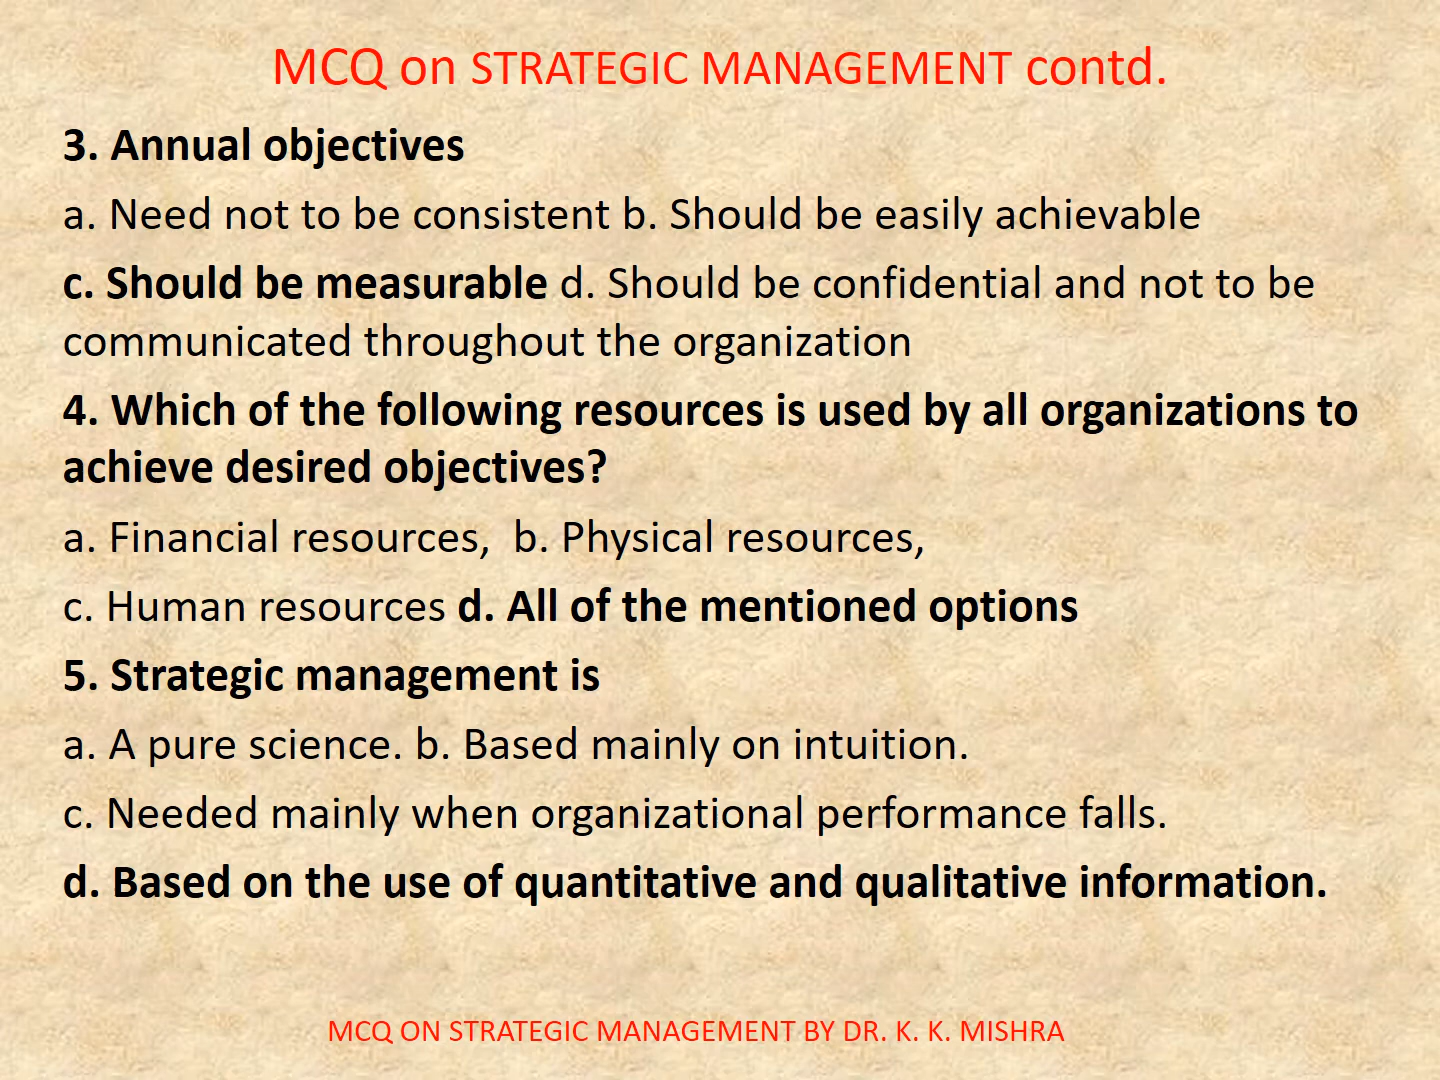 MCQ on STRATEGIC MANAGEMENT contd.
3. Annual objectives
a. Need not to be consistent b. Should be easily achievable
c. Should be measurable d. Should be confidential and not to be
communicated throughout the organization
4. Which of the following resources is used by all organizations to
achieve desired objectives?
a. Financial resources,  b. Physical resources,
c. Human resources d. All of the mentioned options
5. Strategic management is
a. A pure science. b. Based mainly on intuition.
c. Needed mainly when organizational performance falls.
d. Based on the use of quantitative and qualitative information.
MCQ ON STRATEGIC MANAGEMENT BY DR. K. K. MISHRA